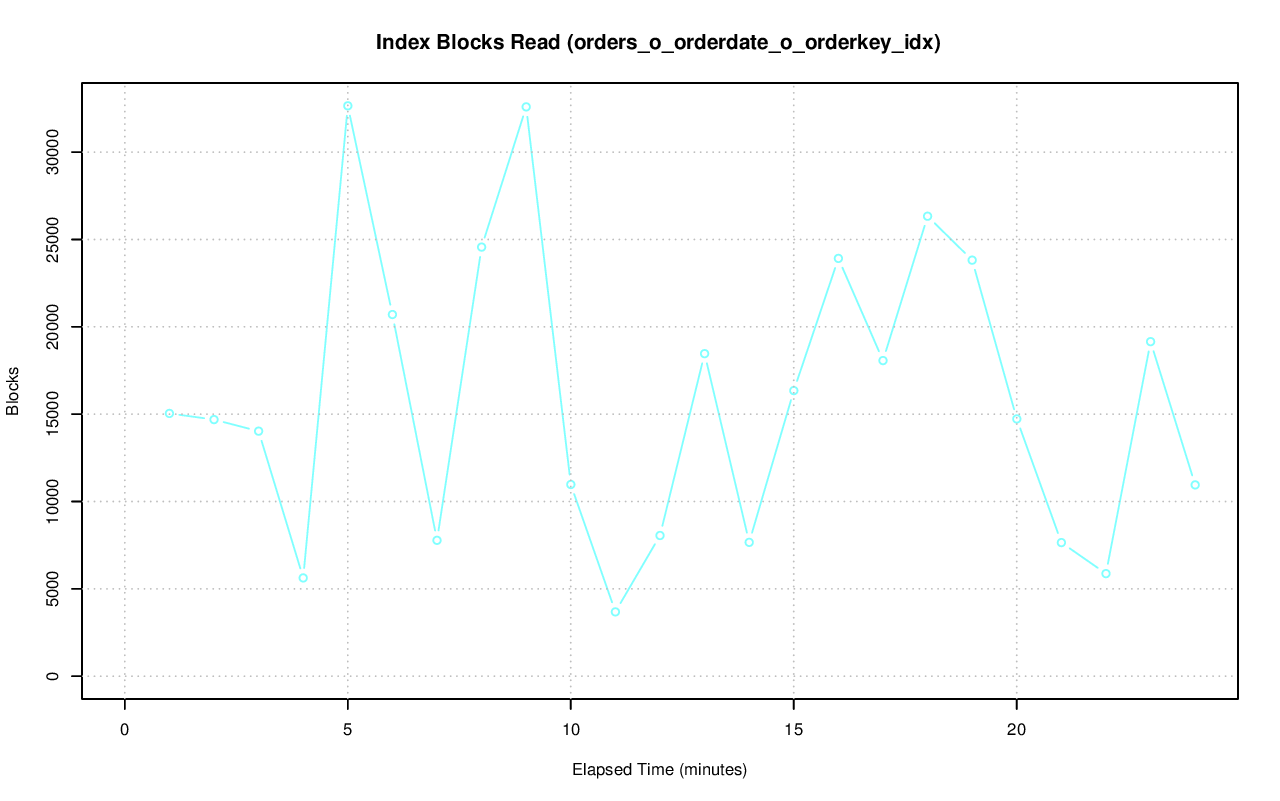 Index Blocks Read (orders_o_orderdate_o_orderkey_idx)
Blocks
30000
25000
20000
15000
10000
5000
0
0 5 10 15 20
Elapsed Time (minutes)